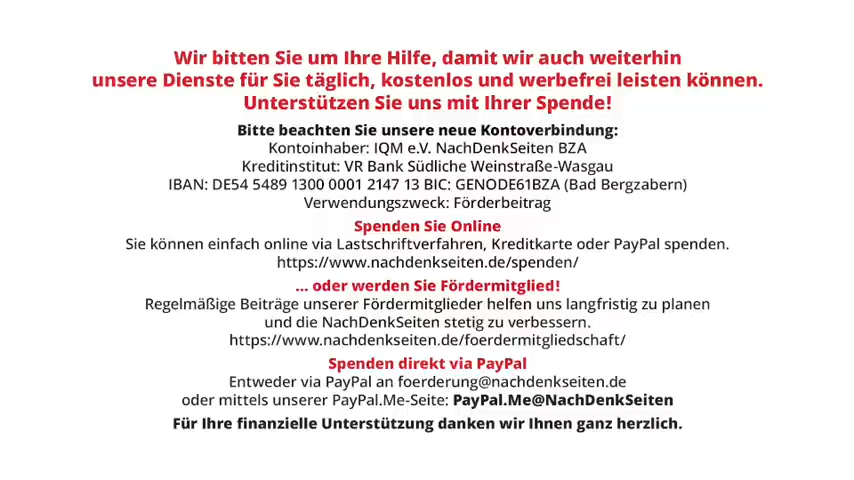 Wir bitten Sie um Ihre Hilfe, damit wir auch weiterhin
unsere Dienste für Sie täglich, kostenlos und werbefrei leisten können.
Unterstützen Sie uns mit Ihrer Spende!
Bitte beachten Sie unsere neue Kontoverbindung:
Kontoinhaber: IQM e.V. NachDenkSeiten BZA
Kreditinstitut: VR Bank Südliche Weinstraße-Wasgau
IBAN: DE54 5489 1300 0001 2147 13 BIC: GENODE61BZA (Bad Bergzabern)
Verwendungszweck: Förderbeitrag
Spenden Sie Online
Sie können einfach online via Lastschriftverfahren, Kreditkarte oder PayPal spenden.
https://www.nachdenkseiten.de/spenden/
... oder werden Sie Fördermitglied!
Regelmäßige Beiträge unserer Fördermitglieder helfen uns langfristig zu planen
und die NachDenkSeiten stetig zu verbessern.
https://www.nachdenkseiten.de/foerdermitgliedschaft/
Spenden direkt via PayPal
Entweder via PayPal an foerderung@nachdenkseiten.de
oder mittels unserer PayPal.Me-Seite: PayPal.Me@NachDenkSeiten
Für Ihre finanzielle Unterstützung danken wir Ihnen ganz herzlich.